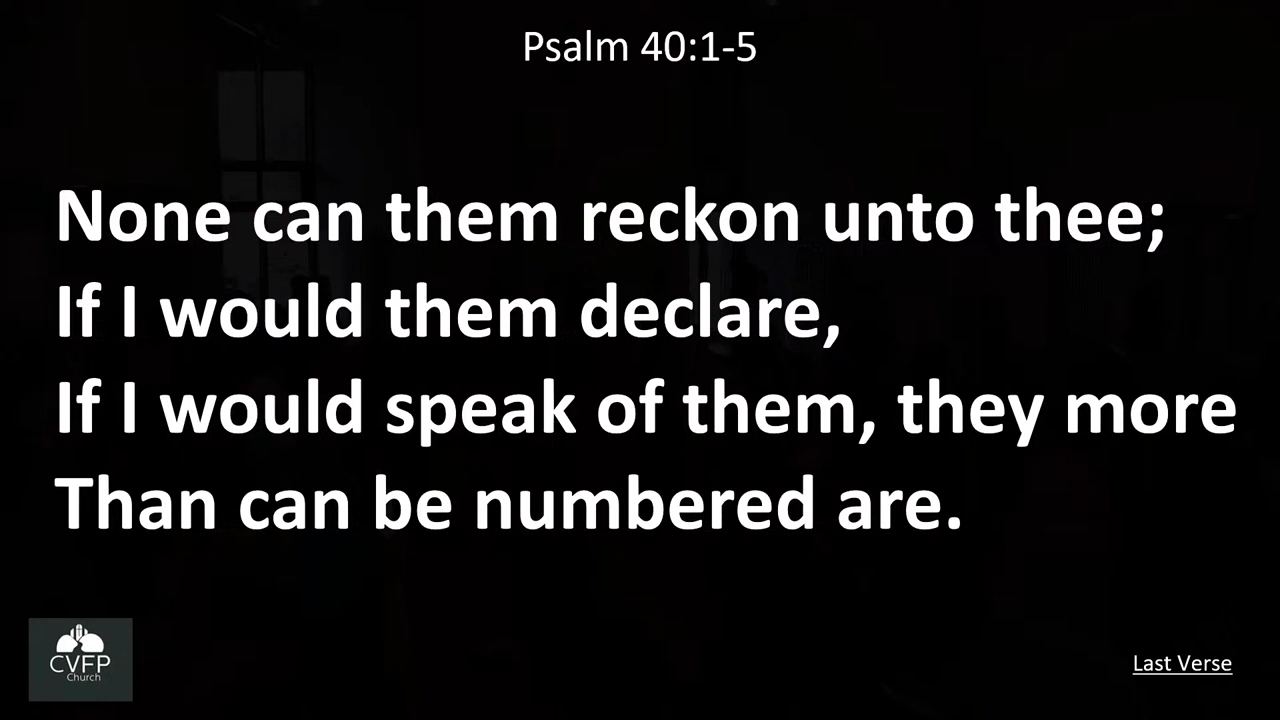 Psalm 40:1-5
None can them reckon unto thee;
If I would them declare,
If I would speak of them, they more
Than can be numbered are.
CVFP
Church
Last Verse